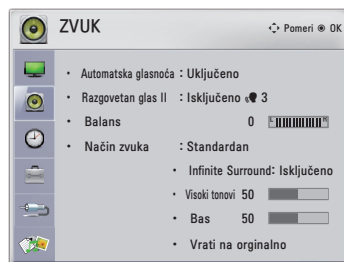 ZVUK
Pomeri OK
• Automatska glasnoća : Uključeno
• Razgovetan glas II : Isključeno 3
• Balans 0 L R
• Način zvuka : Standardan
• Infinite Surround: Isključeno
• Visoki tonovi 50
• Bas 50
• Vrati na orginalno